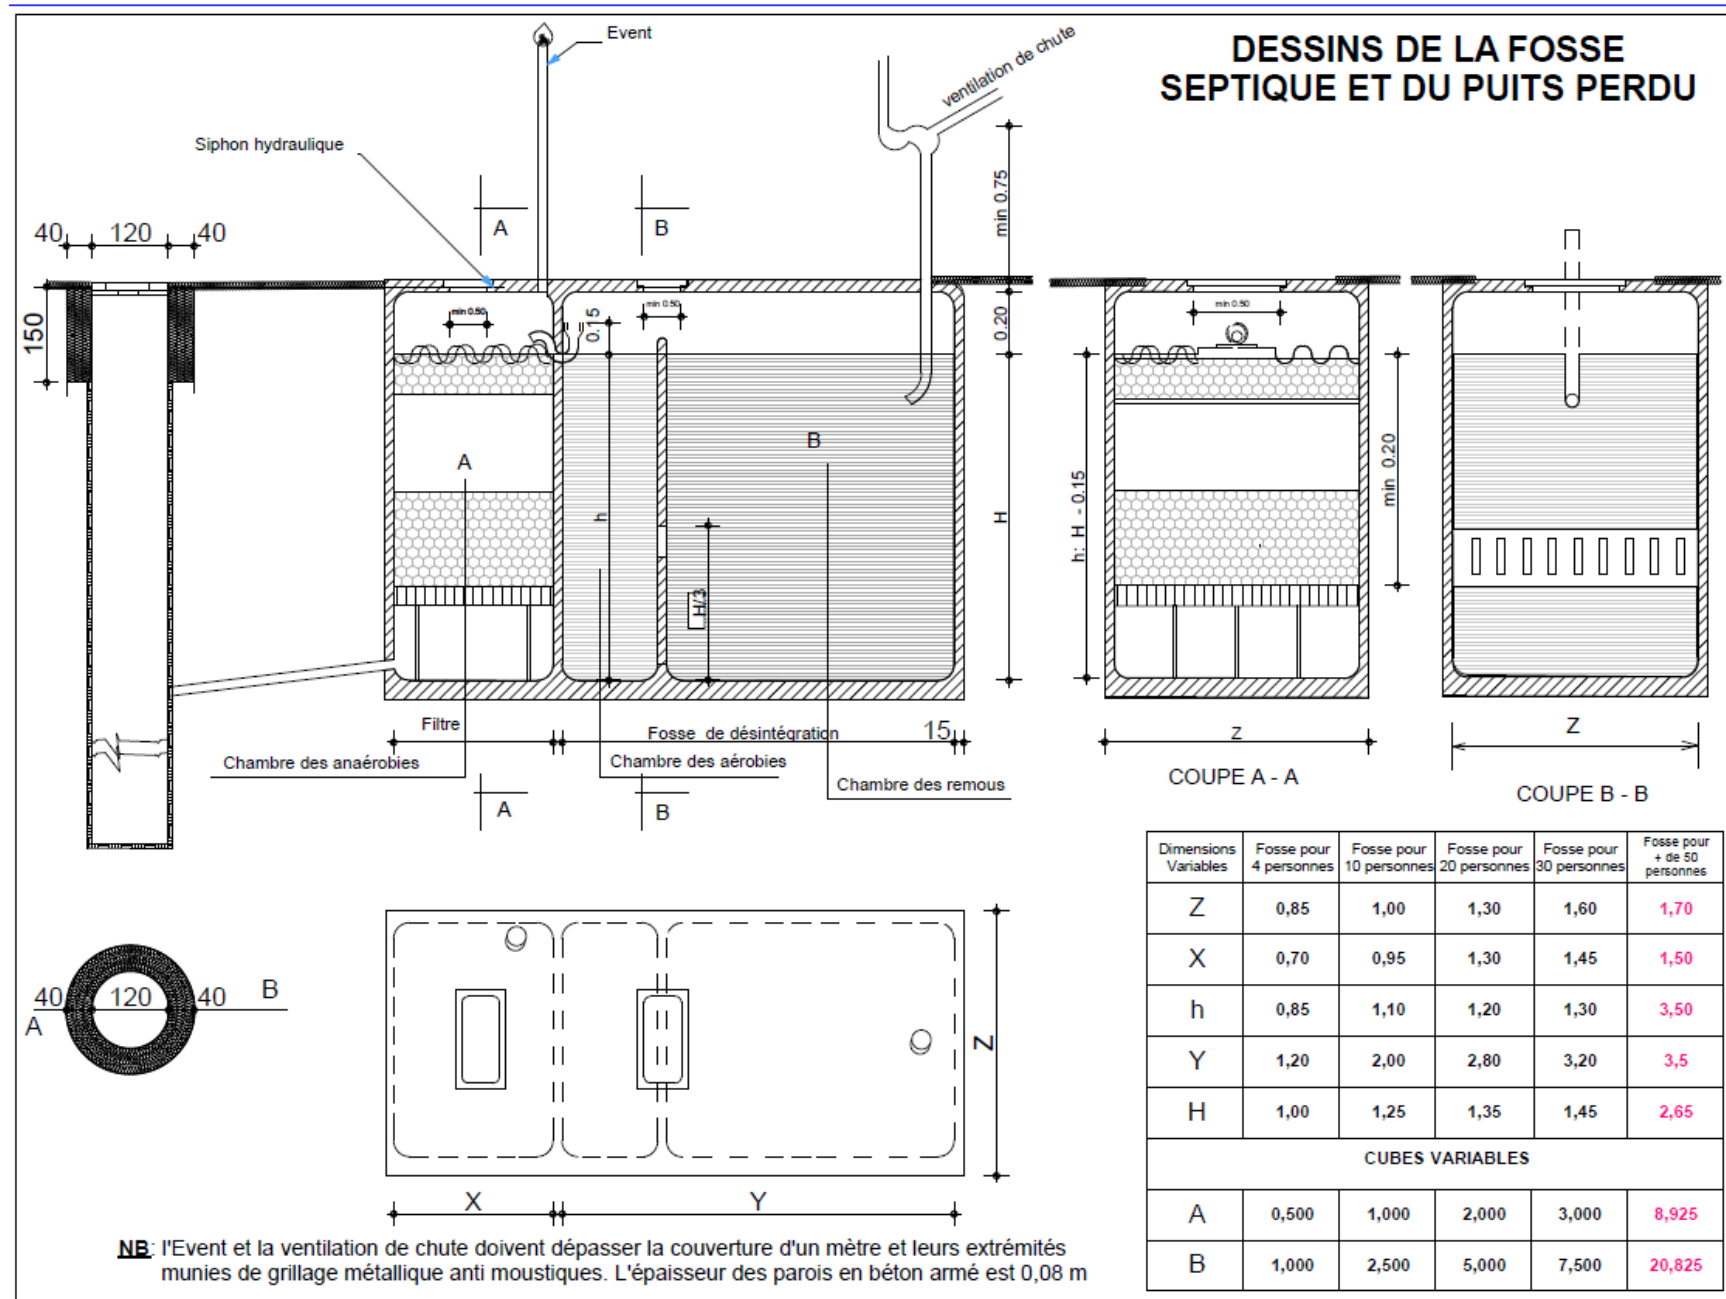 DESSINS DE LA FOSSE
SEPTIQUE ET DU PUITS PERDU
Event
ventilation de chute
Siphon hydraulique
A
B
min 0.75
40
120
40
150
min 0.50
0.15
min 0.50
0.20
min 0.50
A
B
h
H/3
H
h: H - 0.15
min 0.20
Filtre
Fosse de désintégration
15
Chambre des anaérobies
Chambre des aérobies
Chambre des remous
A
B
Z
COUPE A - A
Z
COUPE B - B
40
120
40
B
A
Z
X
Y
Dimensions Variables | Fosse pour 4 personnes | Fosse pour 10 personnes | Fosse pour 20 personnes | Fosse pour 30 personnes | Fosse pour + de 50 personnes
Z 0,85 1,00 1,30 1,60 1,70
X 0,70 0,95 1,30 1,45 1,50
h 0,85 1,10 1,20 1,30 3,50
Y 1,20 2,00 2,80 3,20 3,5
H 1,00 1,25 1,35 1,45 2,65
CUBES VARIABLES
A 0,500 1,000 2,000 3,000 8,925
B 1,000 2,500 5,000 7,500 20,825
NB: l'Event et la ventilation de chute doivent dépasser la couverture d'un mètre et leurs extrémités
munies de grillage métallique anti moustiques. L'épaisseur des parois en béton armé est 0,08 m